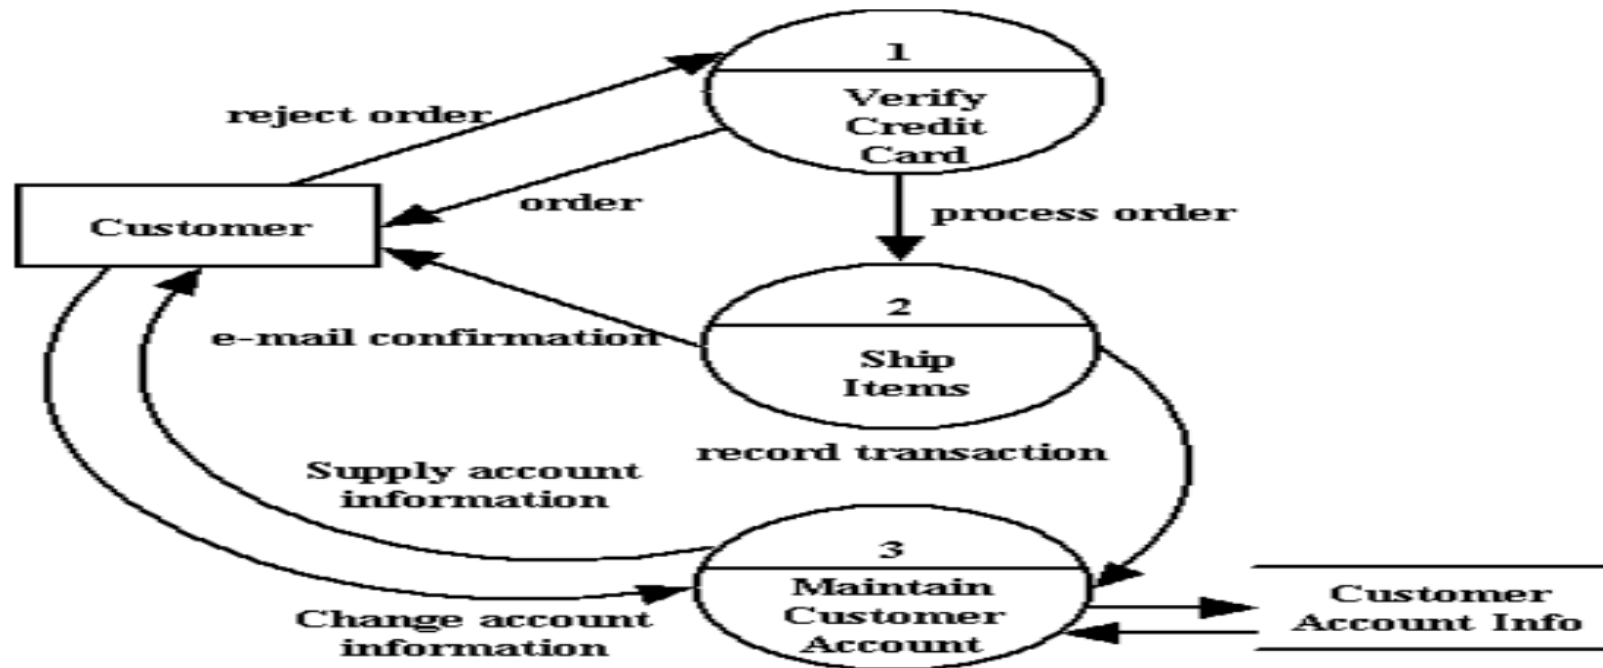 1
Verify
Credit
Card
reject order
order
process order
Customer
2
Ship
Items
e-mail confirmation
record transaction
Supply account
information
3
Maintain
Customer
Account
Change account
information
Customer
Account Info